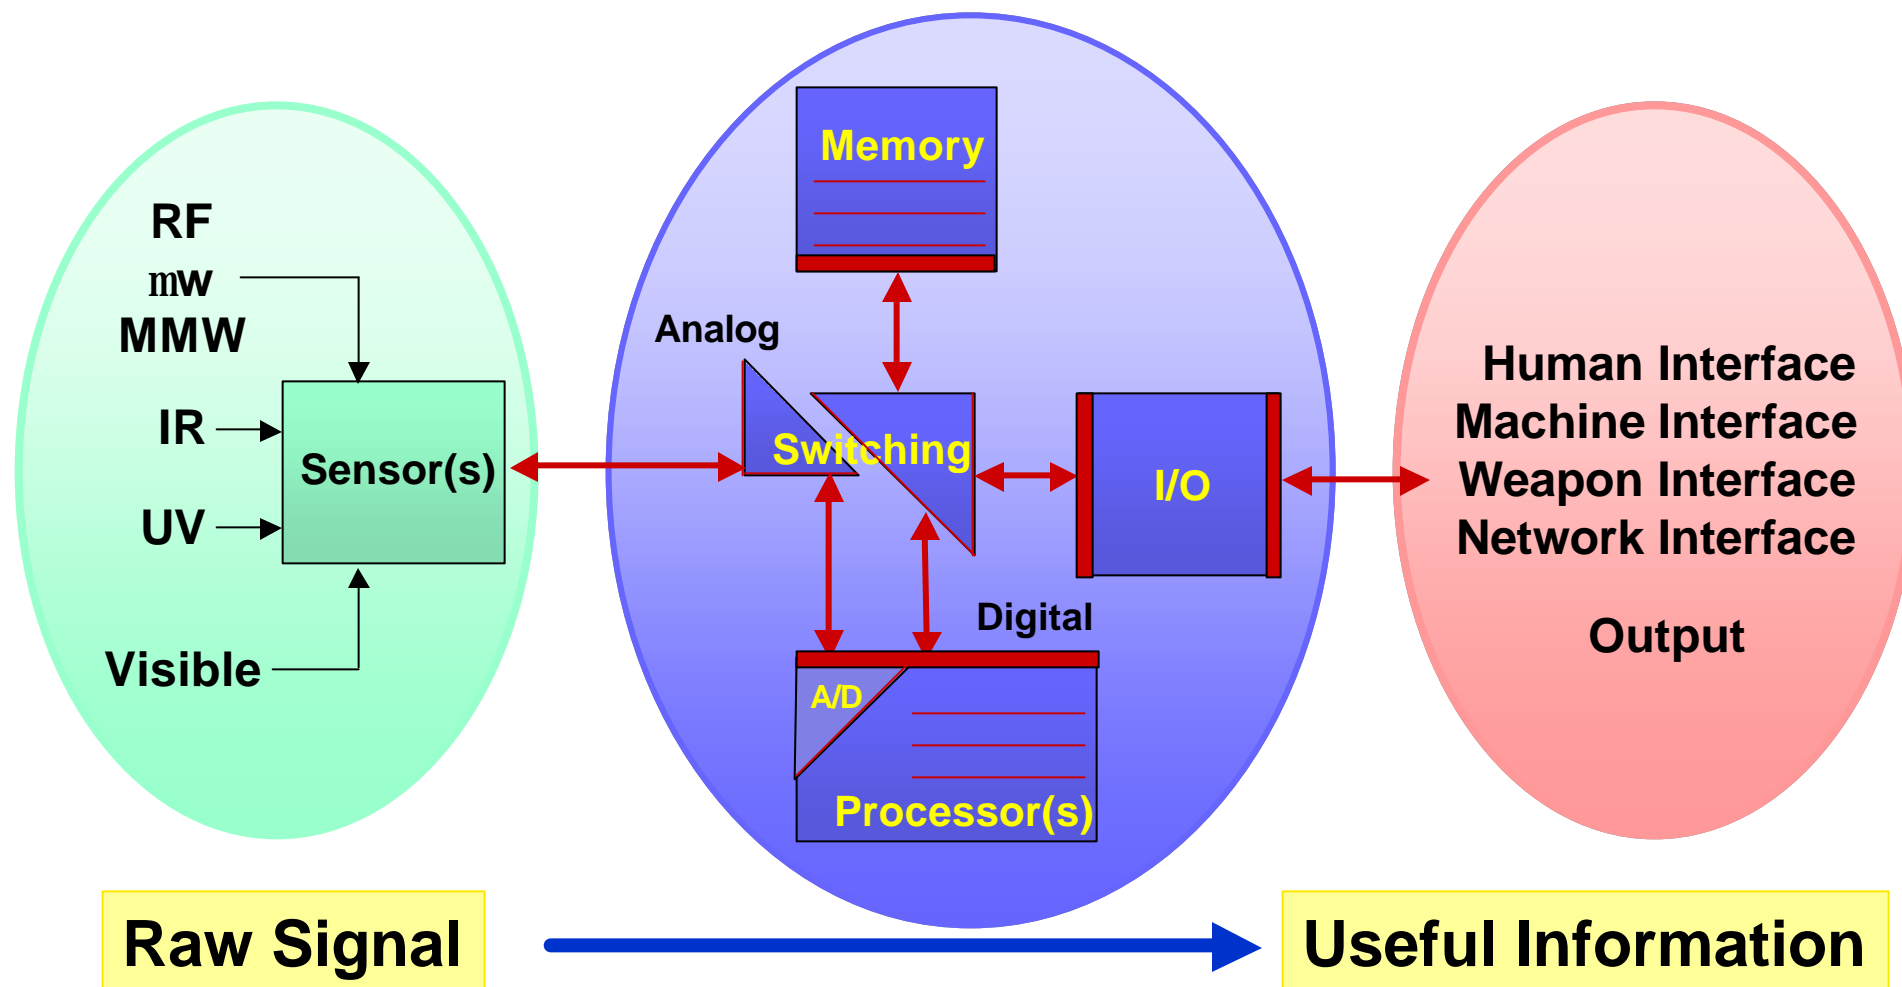 RF
mw
MMW
IR
UV
Visible
Sensor(s)
Analog
Memory
Switching
I/O
Digital
A/D
Processor(s)
Human Interface
Machine Interface
Weapon Interface
Network Interface
Output
Raw Signal
Useful Information